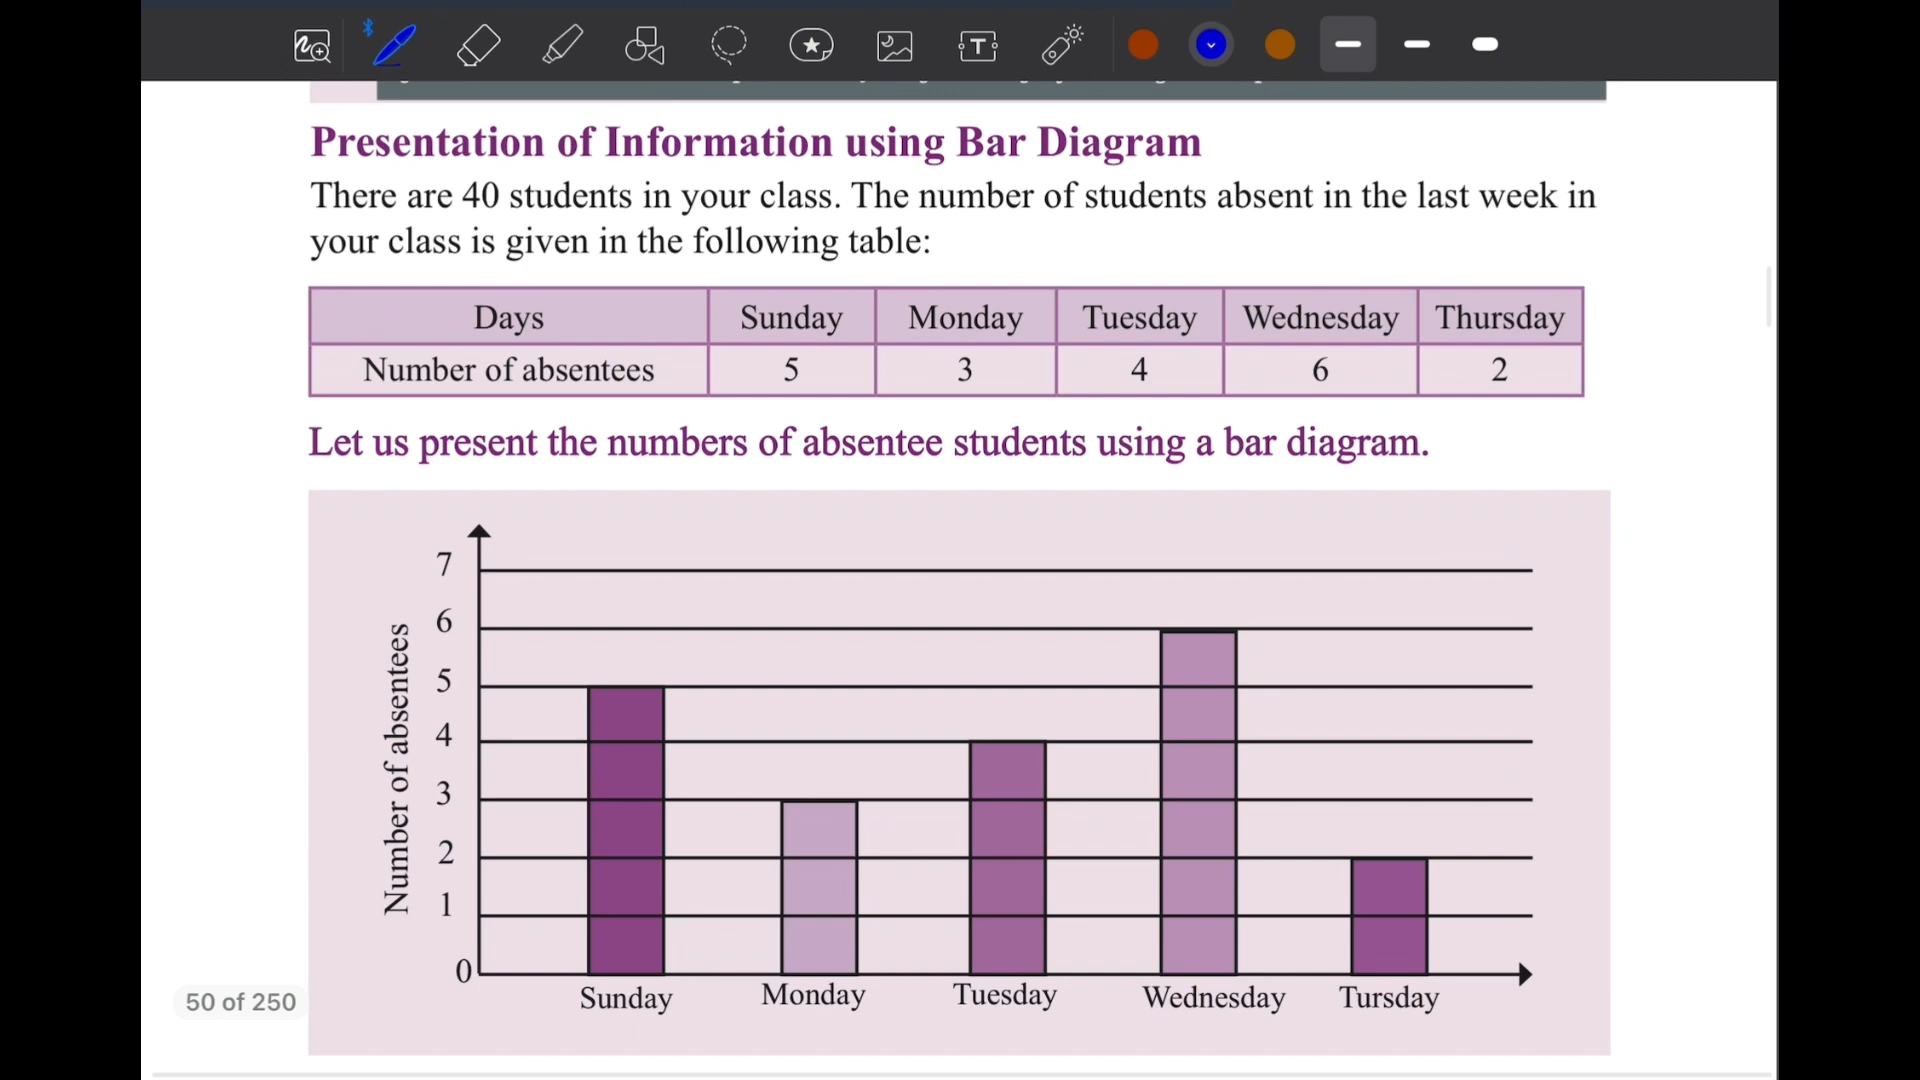 Presentation of Information using Bar Diagram
There are 40 students in your class. The number of students absent in the last week in
your class is given in the following table:
Days Sunday Monday Tuesday Wednesday Thursday
Number of absentees 5 3 4 6 2
Let us present the numbers of absentee students using a bar diagram.
Number of absentees
7
6
5
4
3
2
1
0
Sunday Monday Tuesday Wednesday Tursday
50 of 250